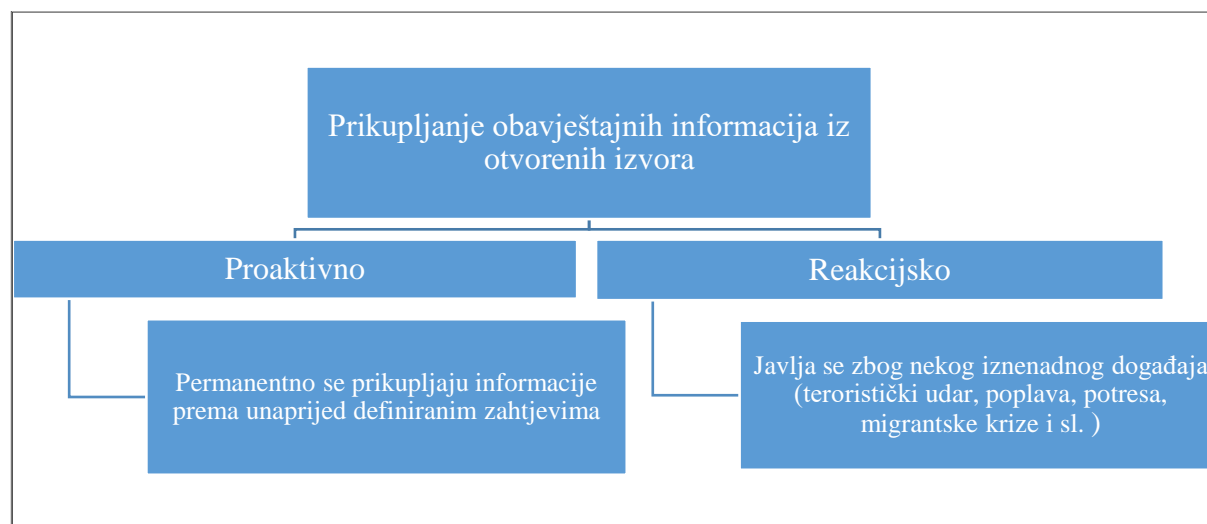 Prikupljanje obavještajnih informacija iz
otvorenih izvora
Proaktivno
Reakcijsko
Permanentno se prikupljaju informacije
prema unaprijed definiranim zahtjevima
Javlja se zbog nekog iznenadnog događaja
(teroristički udar, poplava, potresa,
migrantske krize i sl. )